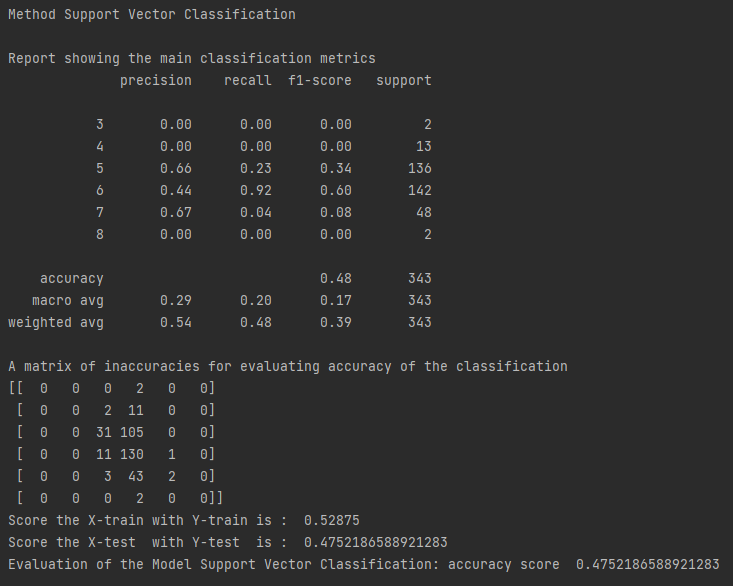 Method Support Vector Classification
Report showing the main classification metrics
precision recall f1-score support
3 0.00 0.00 0.00 2
4 0.00 0.00 0.00 13
5 0.66 0.23 0.34 136
6 0.44 0.92 0.60 142
7 0.67 0.04 0.08 48
8 0.00 0.00 0.00 2
accuracy 0.48 343
macro avg 0.29 0.20 0.17 343
weighted avg 0.54 0.48 0.39 343
A matrix of inaccuracies for evaluating accuracy of the classification
[[ 0 0 0 2 0 0]
[ 0 0 2 11 0 0]
[ 0 0 31 105 0 0]
[ 0 0 11 130 1 0]
[ 0 0 3 43 2 0]
[ 0 0 0 2 0 0]]
Score the X-train with Y-train is : 0.52875
Score the X-test with Y-test is : 0.4752186588921283
Evaluation of the Model Support Vector Classification: accuracy score 0.4752186588921283